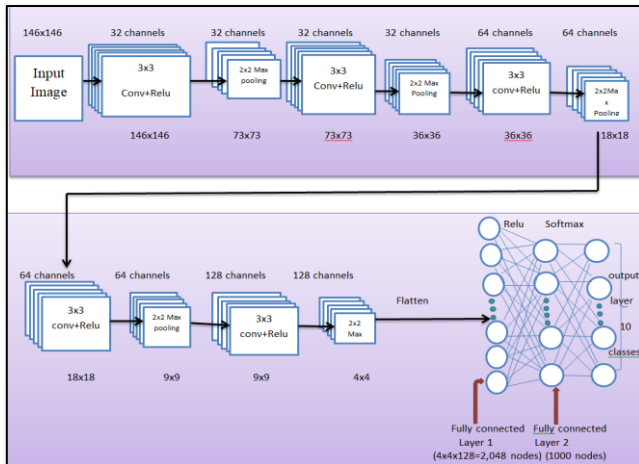 146x146
32 channels
32 channels
32 channels
32 channels
64 channels
64 channels
Input
Image
3x3
Conv+Relu
2x2 Max
pooling
3x3
Conv+Relu
2x2 Max
Pooling
3x3
conv+Relu
2x2Ma
x
Pooling
146x146
73x73
73x73
36x36
36x36
18x18
64 channels
64 channels
128 channels
128 channels
3x3
conv+Relu
2x2 Max
pooling
3x3
conv+Relu
2x2
Max
Flatten
18x18
9x9
9x9
4x4
Relu
Softmax
output
layer
10
classes
Fully connected
Layer 1
(4x4x128=2,048 nodes)
Fully connected
Layer 2
(1000 nodes)